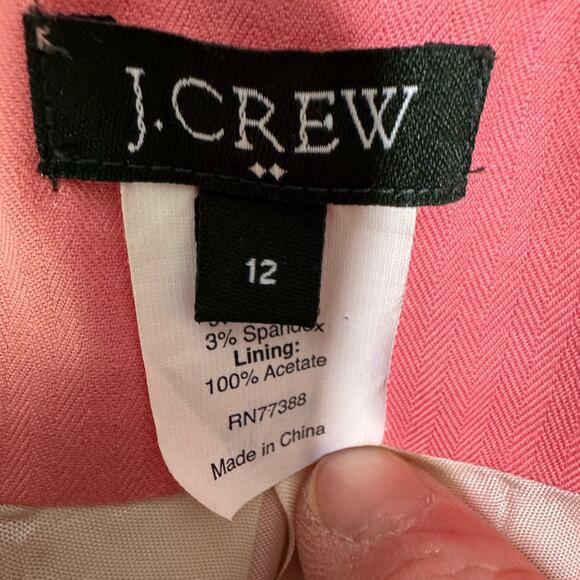 J.CREW
12
3% Spandex
Lining:
100% Acetate
RN77388
Made in China